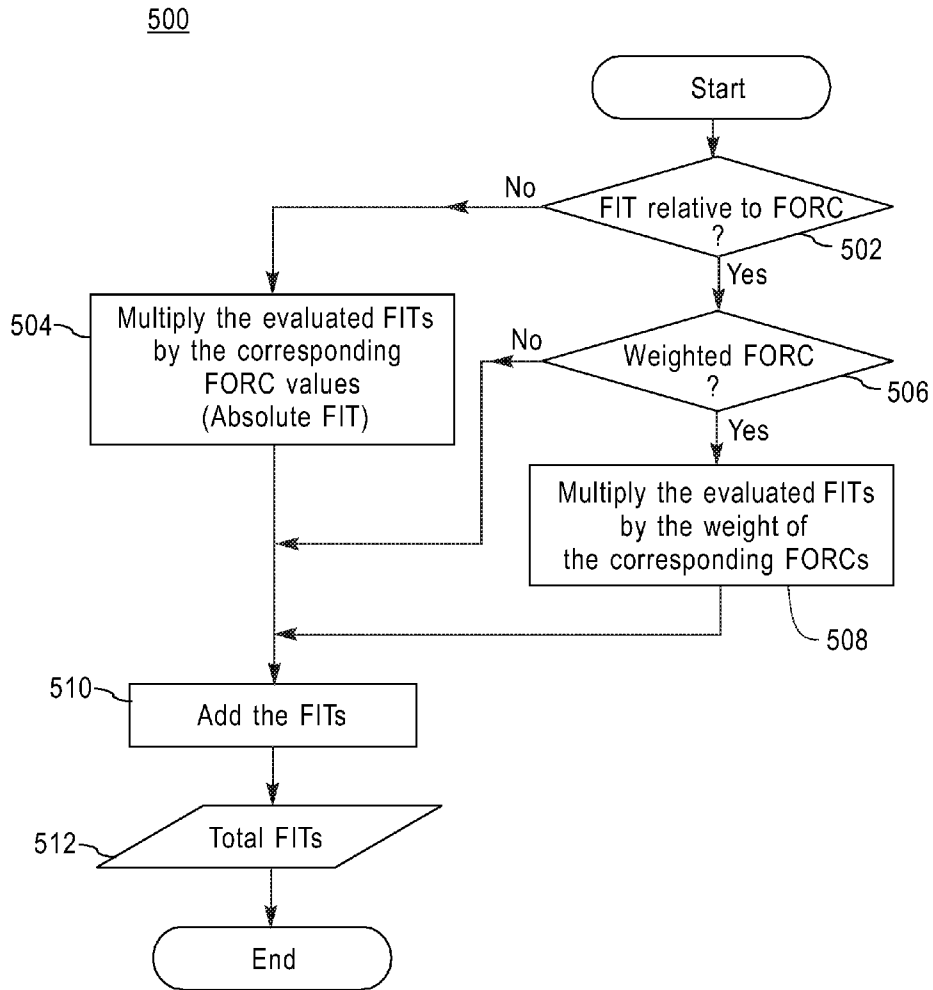 500
Start
No
FIT relative to FORC
?
502
Yes
504
Multiply the evaluated FITs
by the corresponding
FORC values
(Absolute FIT)
No
Weighted FORC
?
506
Yes
Multiply the evaluated FITs
by the weight of
the corresponding FORCs
508
510
Add the FITs
512
Total FITs
End